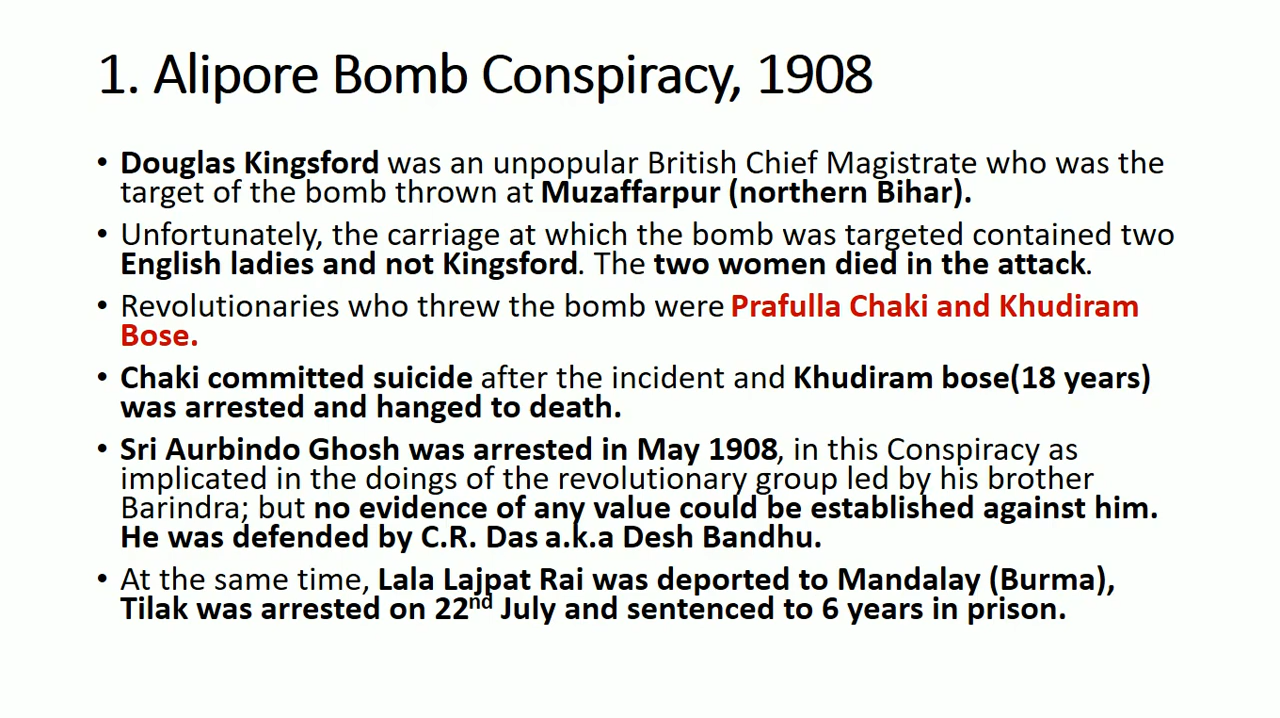 1. Alipore Bomb Conspiracy, 1908
• Douglas Kingsford was an unpopular British Chief Magistrate who was the
target of the bomb thrown at Muzaffarpur (northern Bihar).
• Unfortunately, the carriage at which the bomb was targeted contained two
English ladies and not Kingsford. The two women died in the attack.
• Revolutionaries who threw the bomb were Prafulla Chaki and Khudiram
Bose.
• Chaki committed suicide after the incident and Khudiram bose(18 years)
was arrested and hanged to death.
• Sri Aurbindo Ghosh was arrested in May 1908, in this Conspiracy as
implicated in the doings of the revolutionary group led by his brother
Barindra; but no evidence of any value could be established against him.
He was defended by C.R. Das a.k.a Desh Bandhu.
• At the same time, Lala Lajpat Rai was deported to Mandalay (Burma),
Tilak was arrested on 22nd July and sentenced to 6 years in prison.